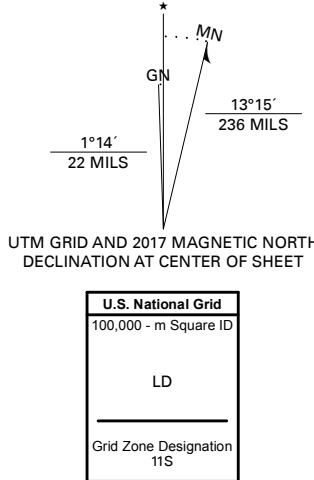 ★
MN
GN
1°14´
22 MILS
13°15´
236 MILS
UTM GRID AND 2017 MAGNETIC NORTH
DECLINATION AT CENTER OF SHEET
U.S. National Grid
100,000 - m Square ID
LD
Grid Zone Designation
11S